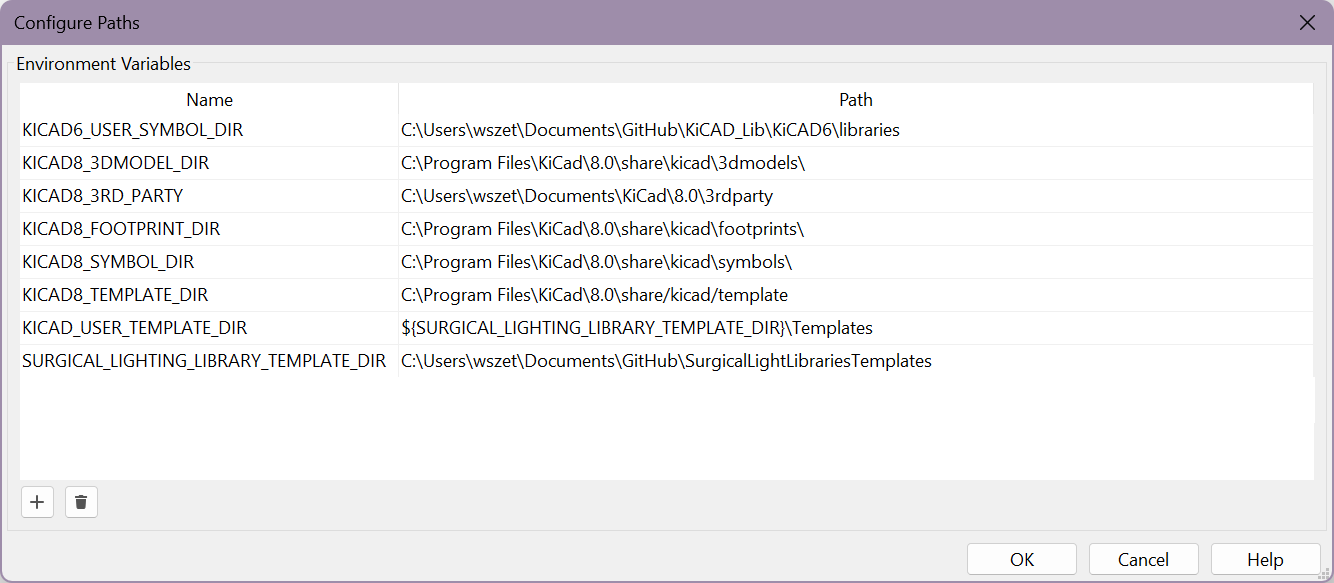 Configure Paths
Environment Variables
Name Path
KICAD6_USER_SYMBOL_DIR C:\Users\wszet\Documents\GitHub\KiCAD_Lib\KiCAD6\libraries
KICAD8_3DMODEL_DIR C:\Program Files\KiCad\8.0\share\kicad\3dmodels\
KICAD8_3RD_PARTY C:\Users\wszet\Documents\KiCad\8.0\3rdparty
KICAD8_FOOTPRINT_DIR C:\Program Files\KiCad\8.0\share\kicad\footprints\
KICAD8_SYMBOL_DIR C:\Program Files\KiCad\8.0\share\kicad\symbols\
KICAD8_TEMPLATE_DIR C:\Program Files\KiCad\8.0\share/kicad/template
KICAD_USER_TEMPLATE_DIR ${SURGICAL_LIGHTING_LIBRARY_TEMPLATE_DIR}\Templates
SURGICAL_LIGHTING_LIBRARY_TEMPLATE_DIR C:\Users\wszet\Documents\GitHub\SurgicalLightLibrariesTemplates
OK Cancel Help